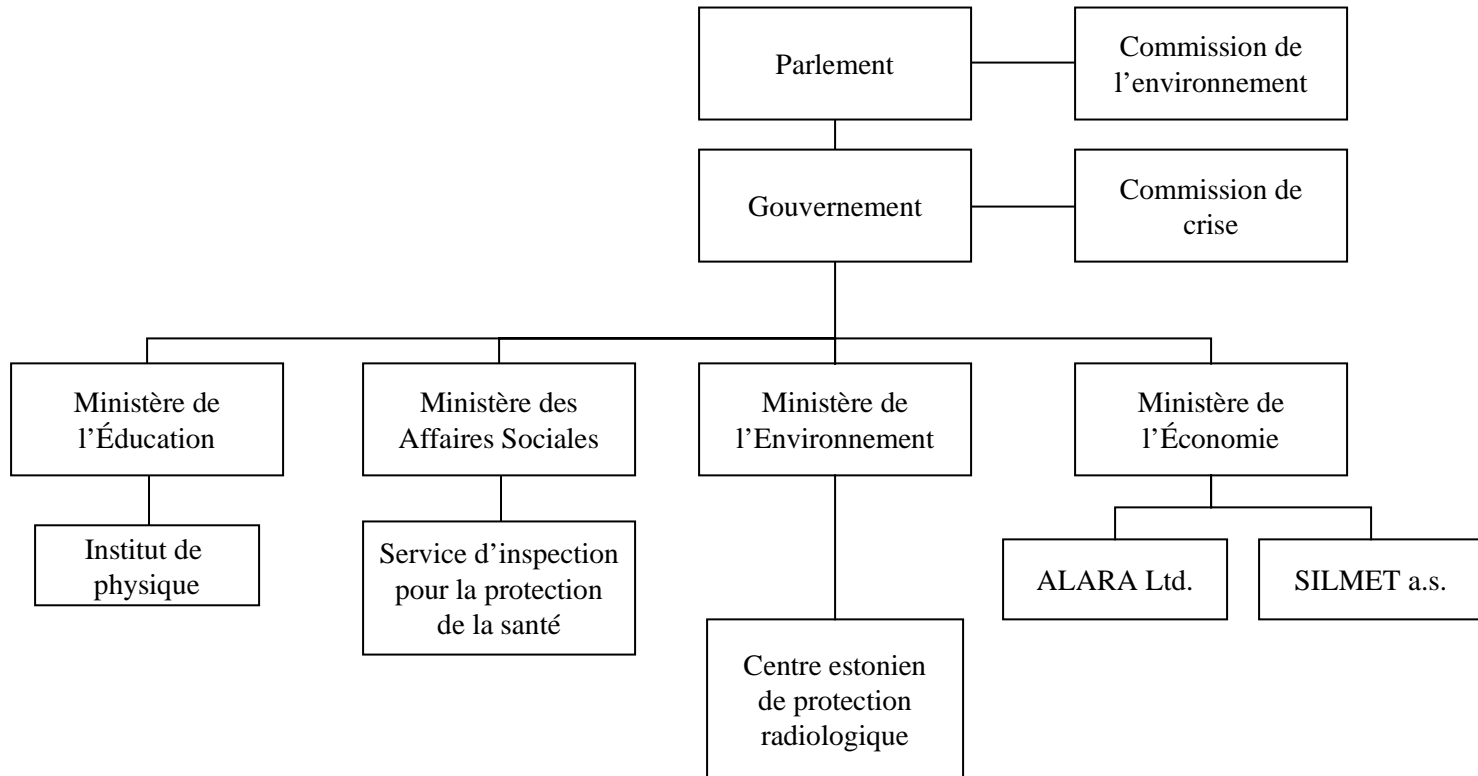 Parlement
Commission de
l’environnement
Gouvernement
Commission de
crise
Ministère de
l’Éducation
Ministère des
Affaires Sociales
Ministère de
l’Environnement
Ministère de
l’Économie
Institut de
physique
Service d’inspection
pour la protection
de la santé
ALARA Ltd.
SILMET a.s.
Centre estonien
de protection
radiologique